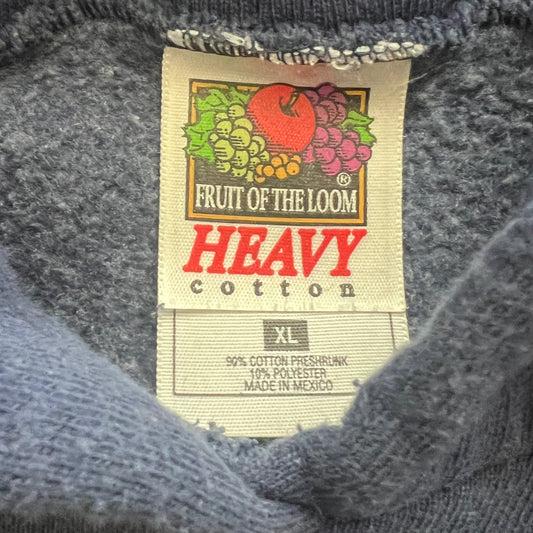 FRUIT OF THE LOOM ®
HEAVY
cotton
XL
90% COTTON PRESHRUNK
10% POLYESTER
MADE IN MEXICO